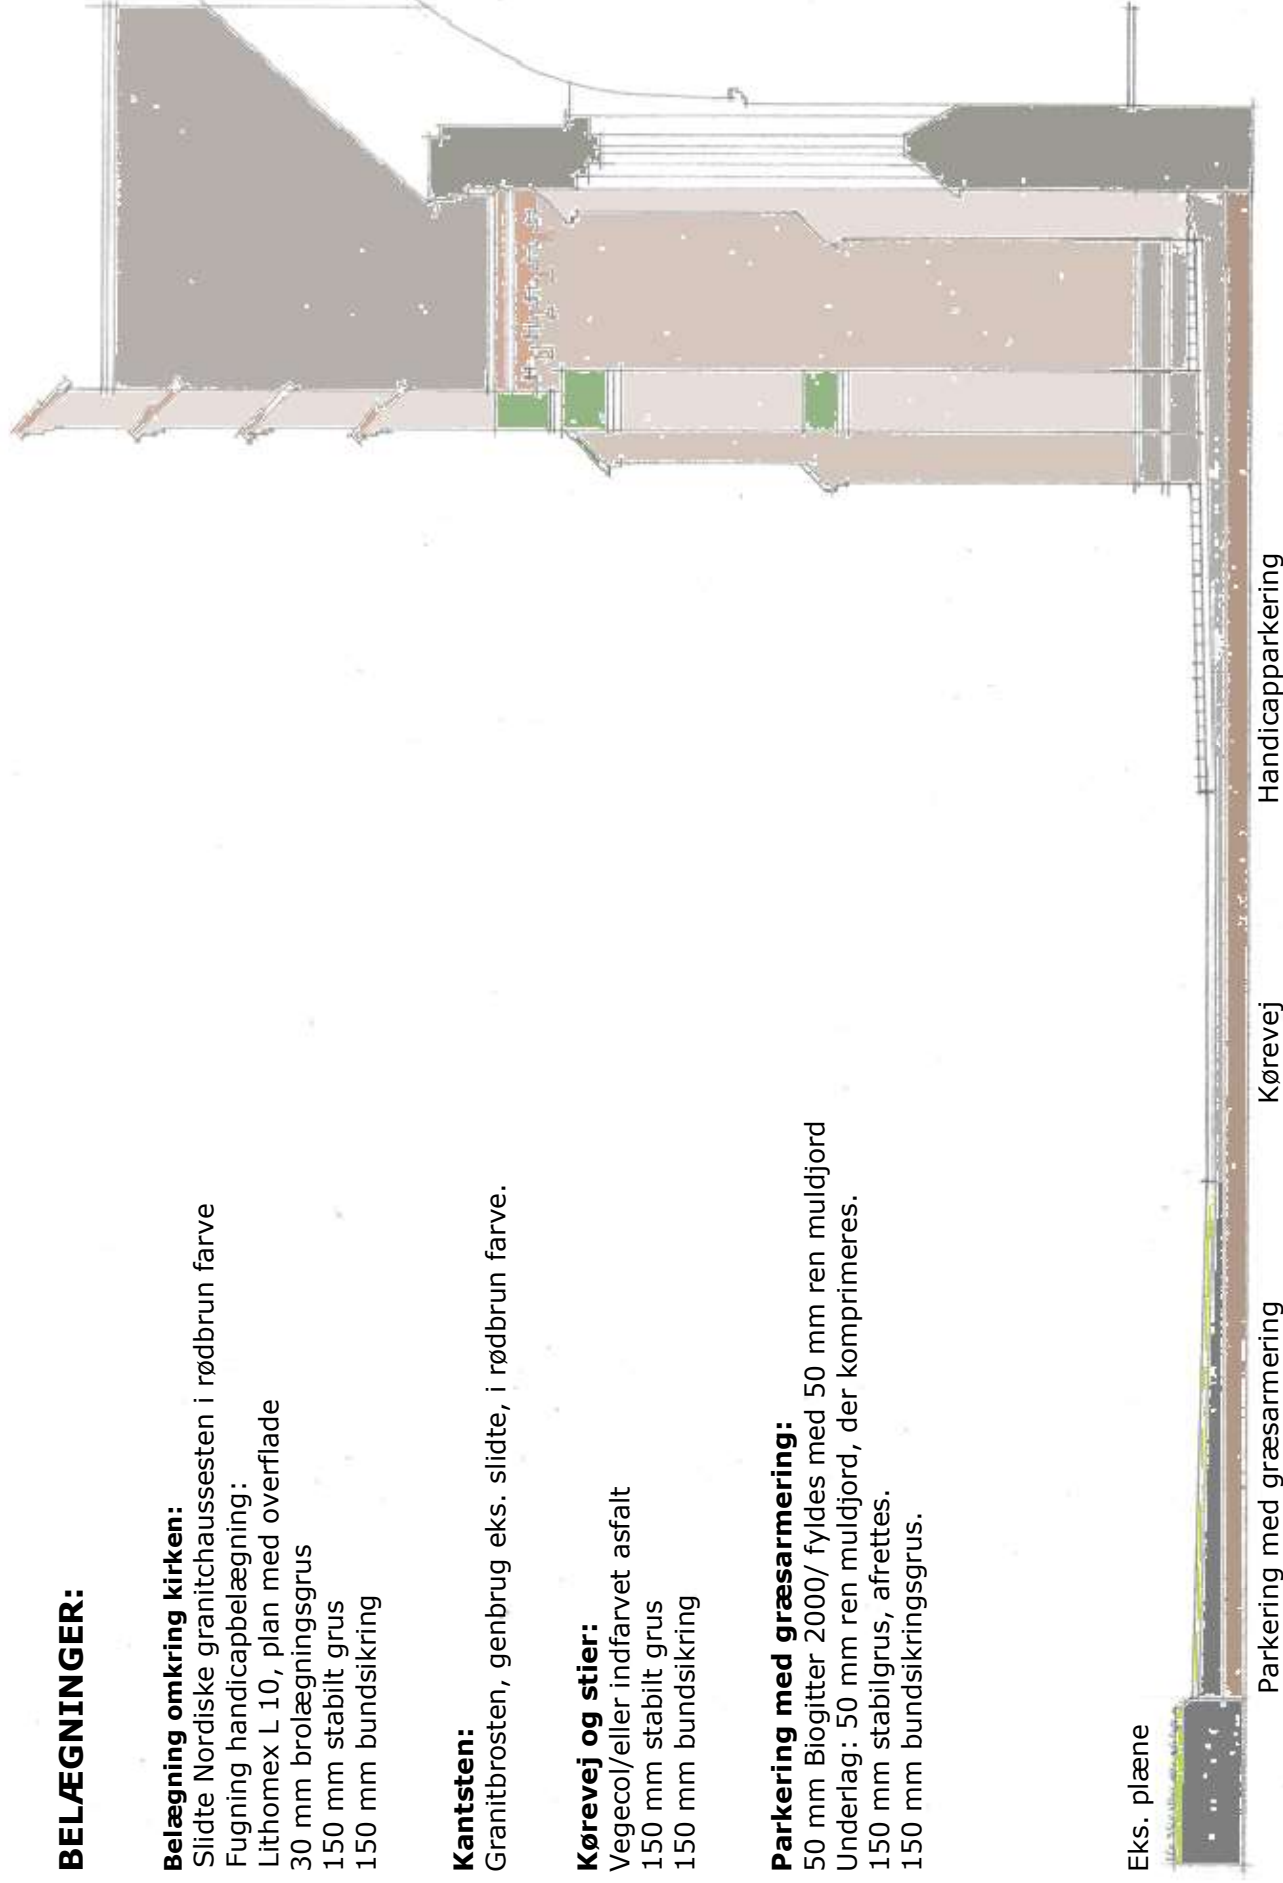 BELÆGNINGER:
Belægning omkring kirken:
Slidte Nordiske granitchaussesten i rødbrun farve
Fugning handicapbelægning:
Lithomex L 10, plan med overflade
30 mm brolægningsgrus
150 mm stabilt grus
150 mm bundsikring
Kantsten:
Granitbrosten, genbrug eks. slidte, i rødbrun farve.
Kørevej og stier:
Vegecol/eller indfarvet asfalt
150 mm stabilt grus
150 mm bundsikring
Parkering med græsarmering:
50 mm Biogitter 2000/ fyldes med 50 mm ren muldjord
Underlag: 50 mm ren muldjord, der komprimeres.
150 mm stabilgrus, afrettes.
150 mm bundsikringsgrus.
Eks. plæne
Parkering med græsarmering
Kørevej
Handicapparkering